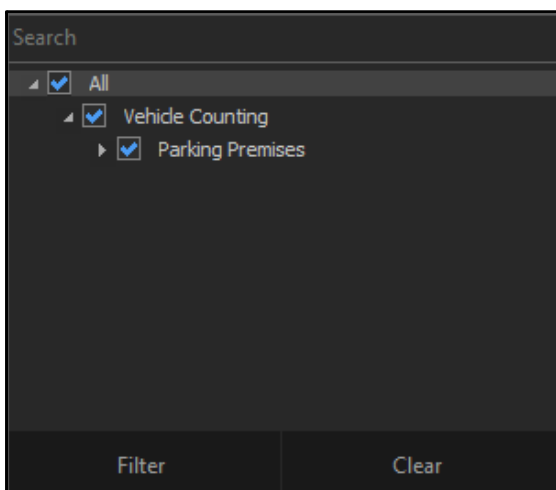 Search
All
Vehicle Counting
Parking Premises
Filter
Clear